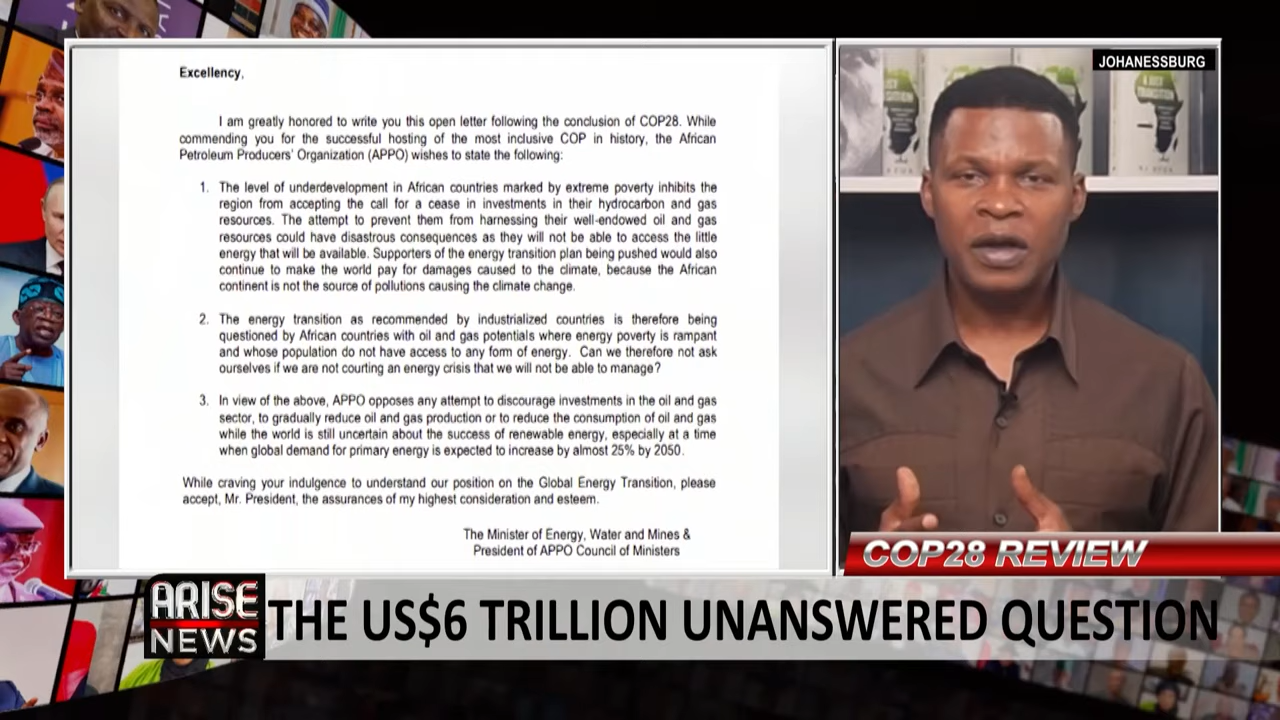 Excellency,
I am greatly honored to write you this open letter following the conclusion of COP28. While
commending you for the successful hosting of the most inclusive COP in history, the African
Petroleum Producers' Organization (APPO) wishes to state the following:
1. The level of underdevelopment in African countries marked by extreme poverty inhibits the
region from accepting the call for a cease in investments in their hydrocarbon and gas
resources. The attempt to prevent them from harnessing their well-endowed oil and gas
resources could have disastrous consequences as they will not be able to access the little
energy that will be available. Supporters of the energy transition plan being pushed would also
continue to make the world pay for damages caused to the climate, because the African
continent is not the source of pollutions causing the climate change.
2. The energy transition as recommended by industrialized countries is therefore being
questioned by African countries with oil and gas potentials where energy poverty is rampant
and whose population do not have access to any form of energy. Can we therefore not ask
ourselves if we are not courting an energy crisis that we will not be able to manage?
3. In view of the above, APPO opposes any attempt to discourage investments in the oil and gas
sector, to gradually reduce oil and gas production or to reduce the consumption of oil and gas
while the world is still uncertain about the success of renewable energy, especially at a time
when global demand for primary energy is expected to increase by almost 25% by 2050.
While craving your indulgence to understand our position on the Global Energy Transition, please
accept, Mr. President, the assurances of my highest consideration and esteem.
The Minister of Energy, Water and Mines &
President of APPO Council of Ministers
JOHANESSBURG
COP28 REVIEW
ARISE
NEWS
THE US$6 TRILLION UNANSWERED QUESTION